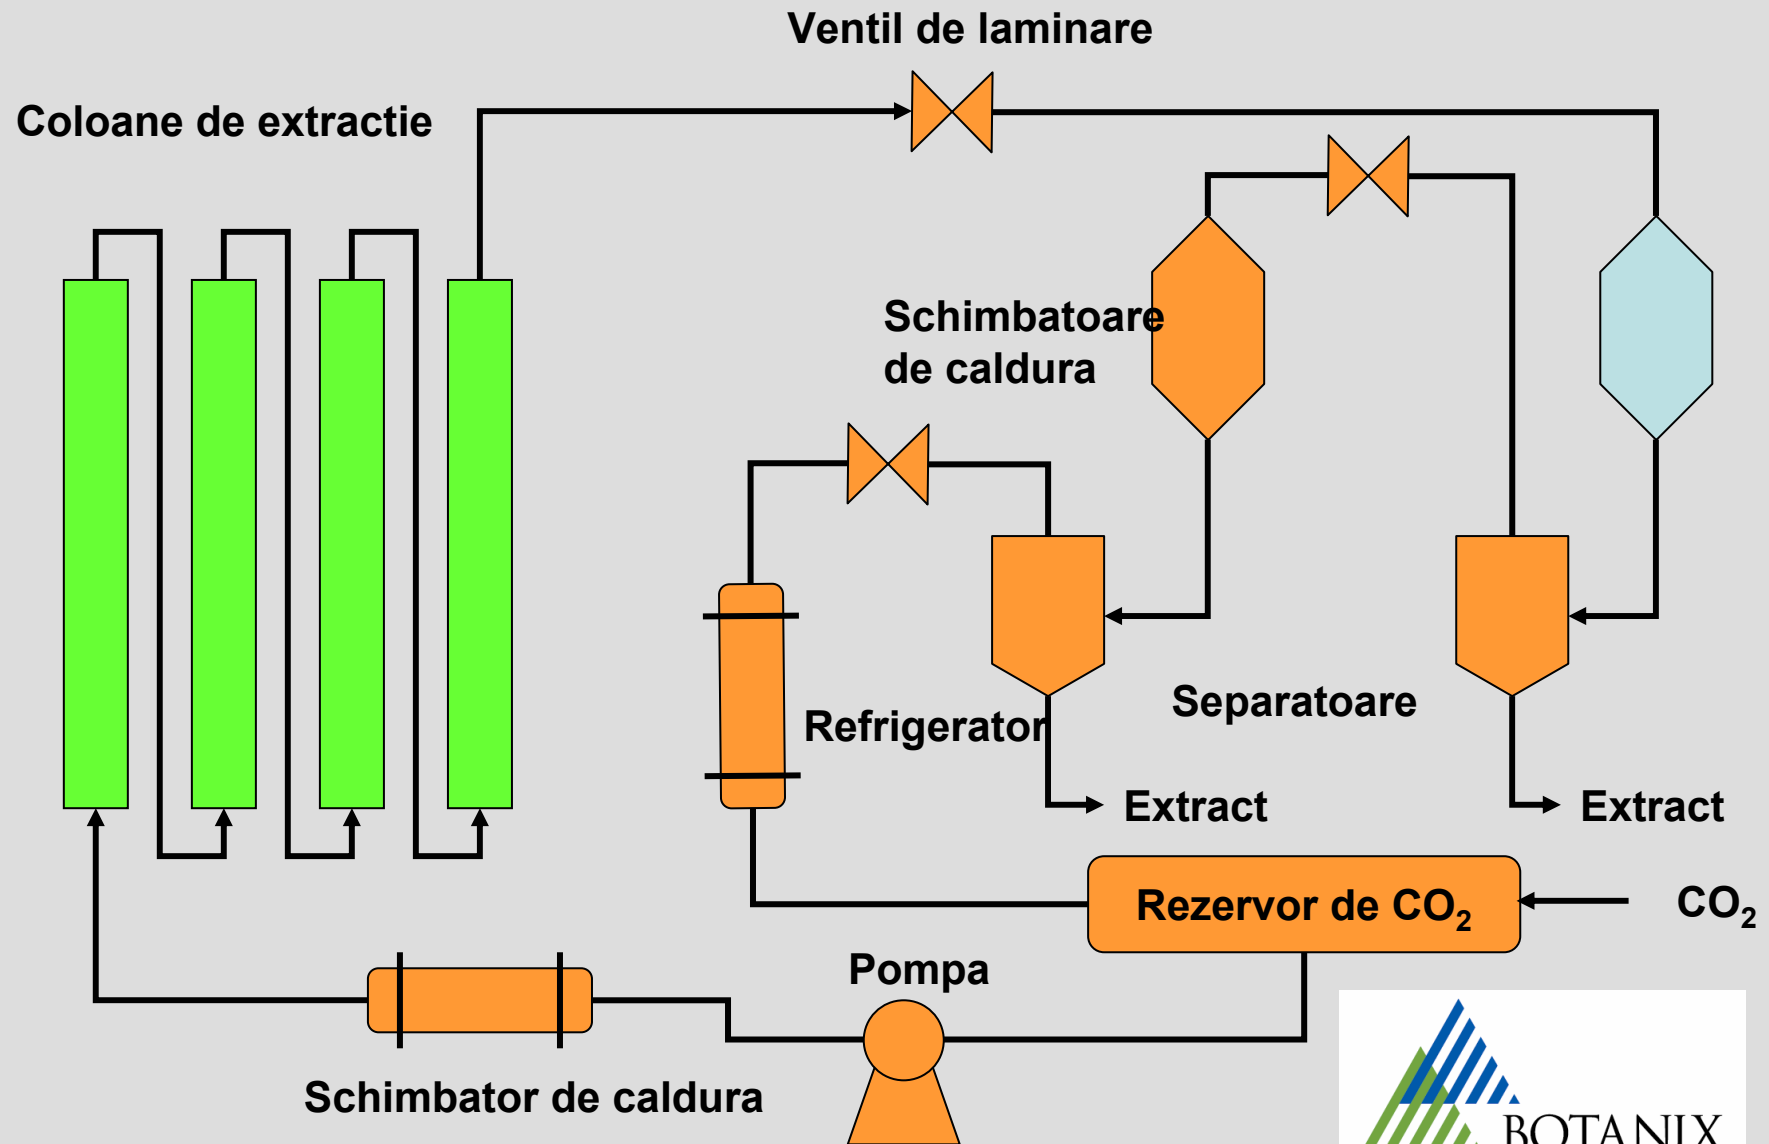 Ventil de laminare
Coloane de extractie
Schimbatoare
de caldura
Separatoare
Refrigerator
Extract
Extract
Rezervor de CO₂
CO₂
Pompa
Schimbator de caldura
BOTANIX